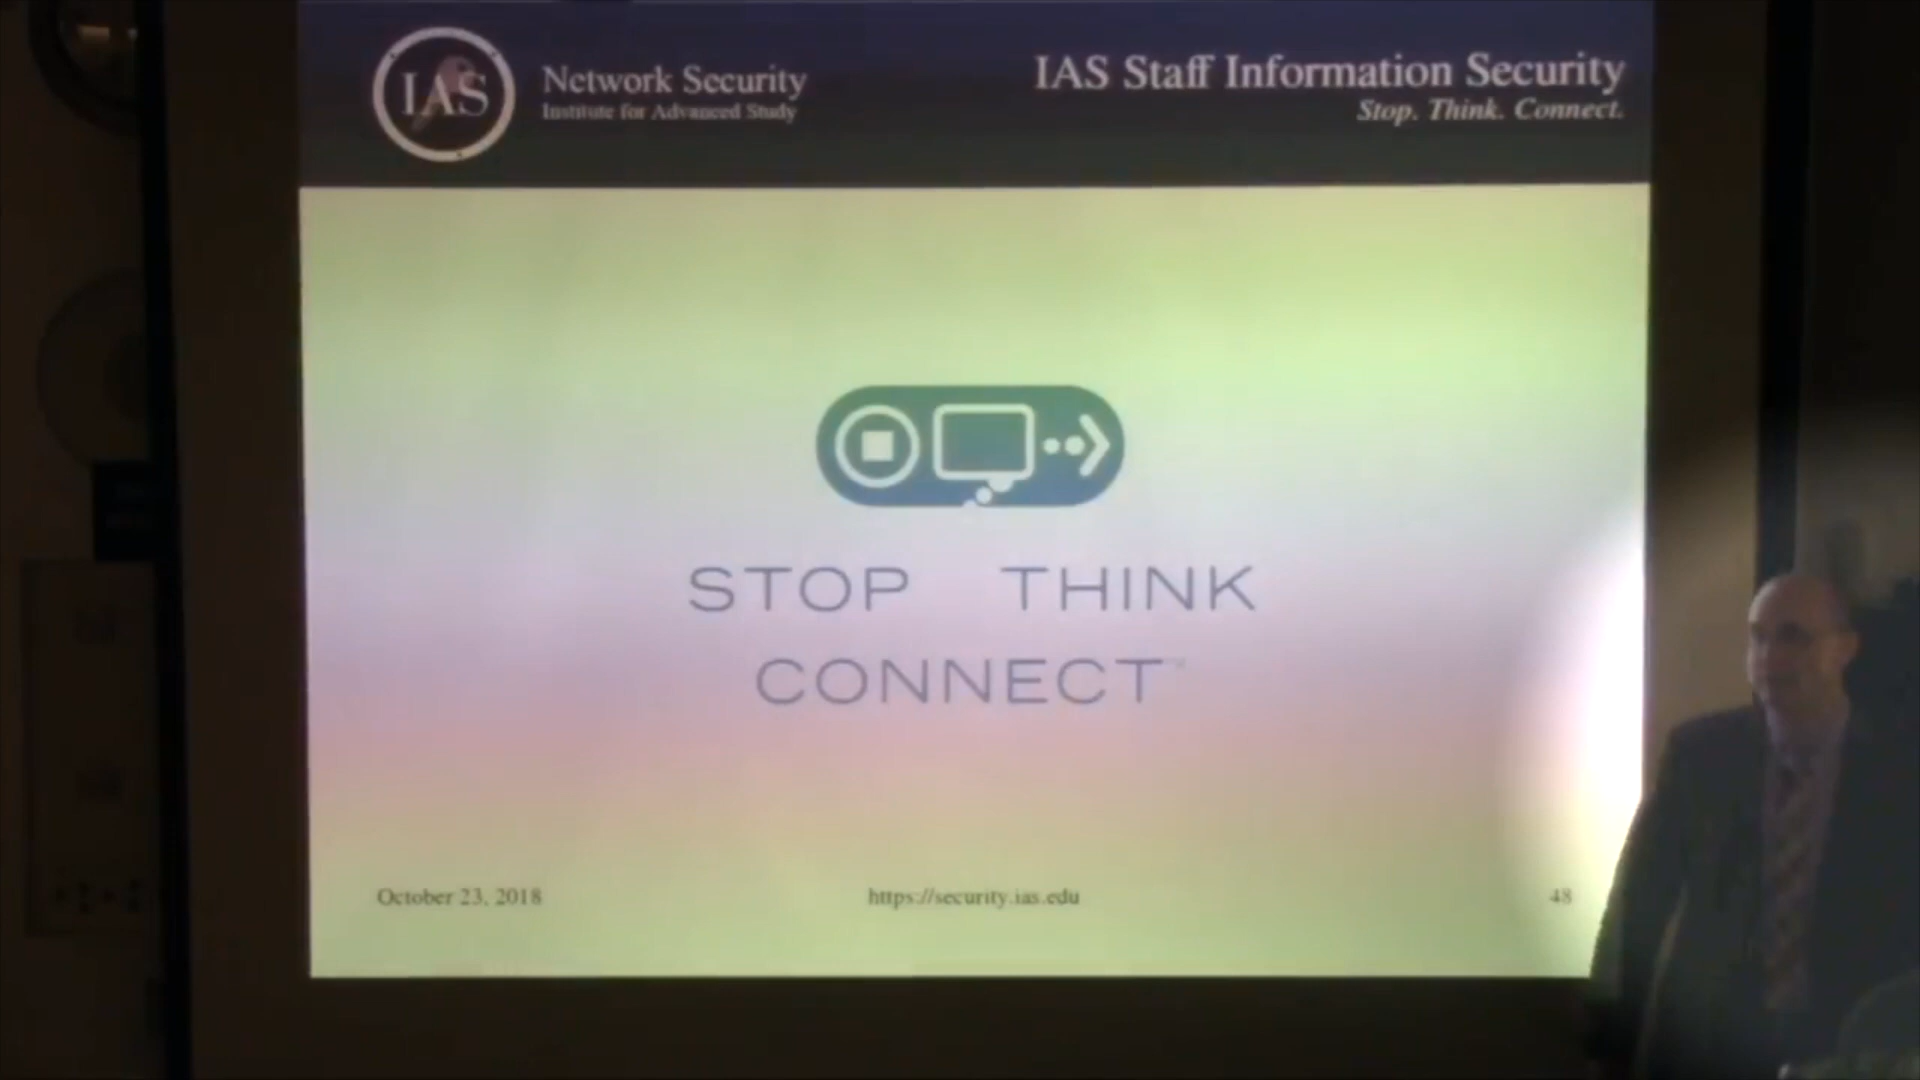 IAS
Network Security
Institute for Advanced Study
IAS Staff Information Security
Stop. Think. Connect.
STOP THINK
CONNECT™
October 23, 2018
https://security.ias.edu
48